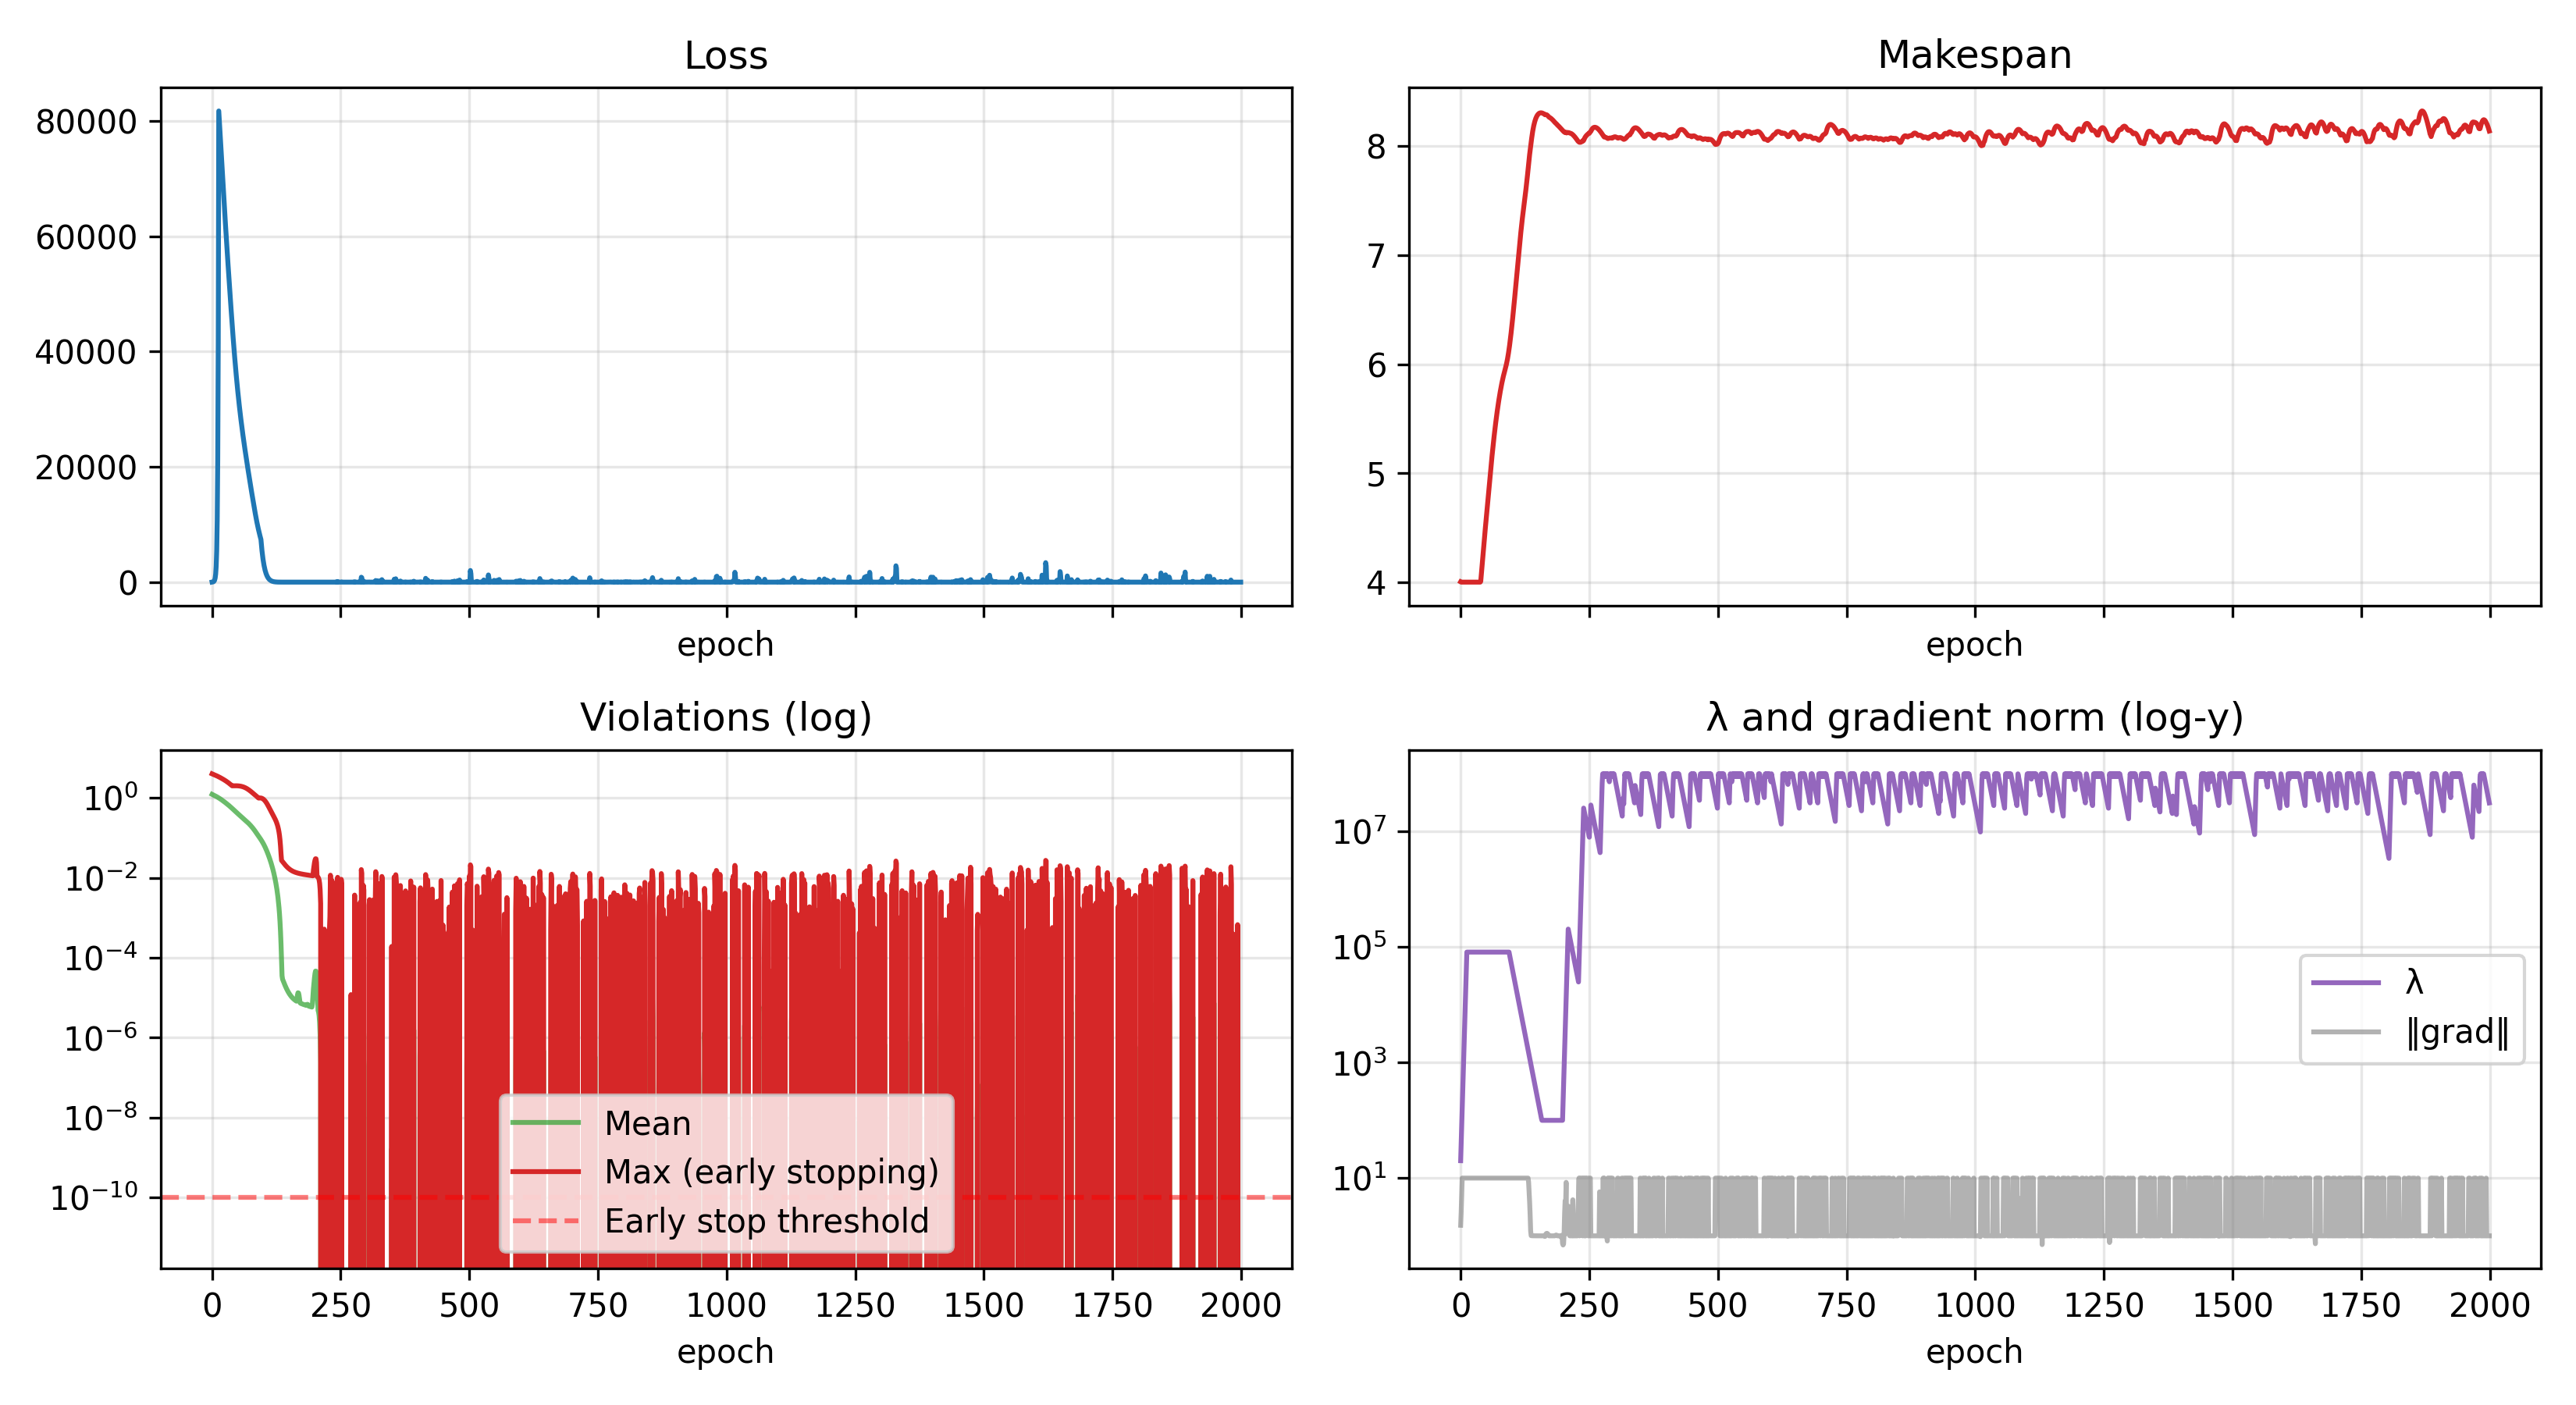 Loss
80000
60000
40000
20000
0
epoch
Makespan
8
7
6
5
4
epoch
Violations (log)
10⁰
10⁻²
10⁻⁴
10⁻⁶
10⁻⁸
10⁻¹⁰
Mean
Max (early stopping)
Early stop threshold
0 250 500 750 1000 1250 1500 1750 2000
epoch
λ and gradient norm (log-y)
10⁷
10⁵
10³
10¹
λ
‖grad‖
0 250 500 750 1000 1250 1500 1750 2000
epoch